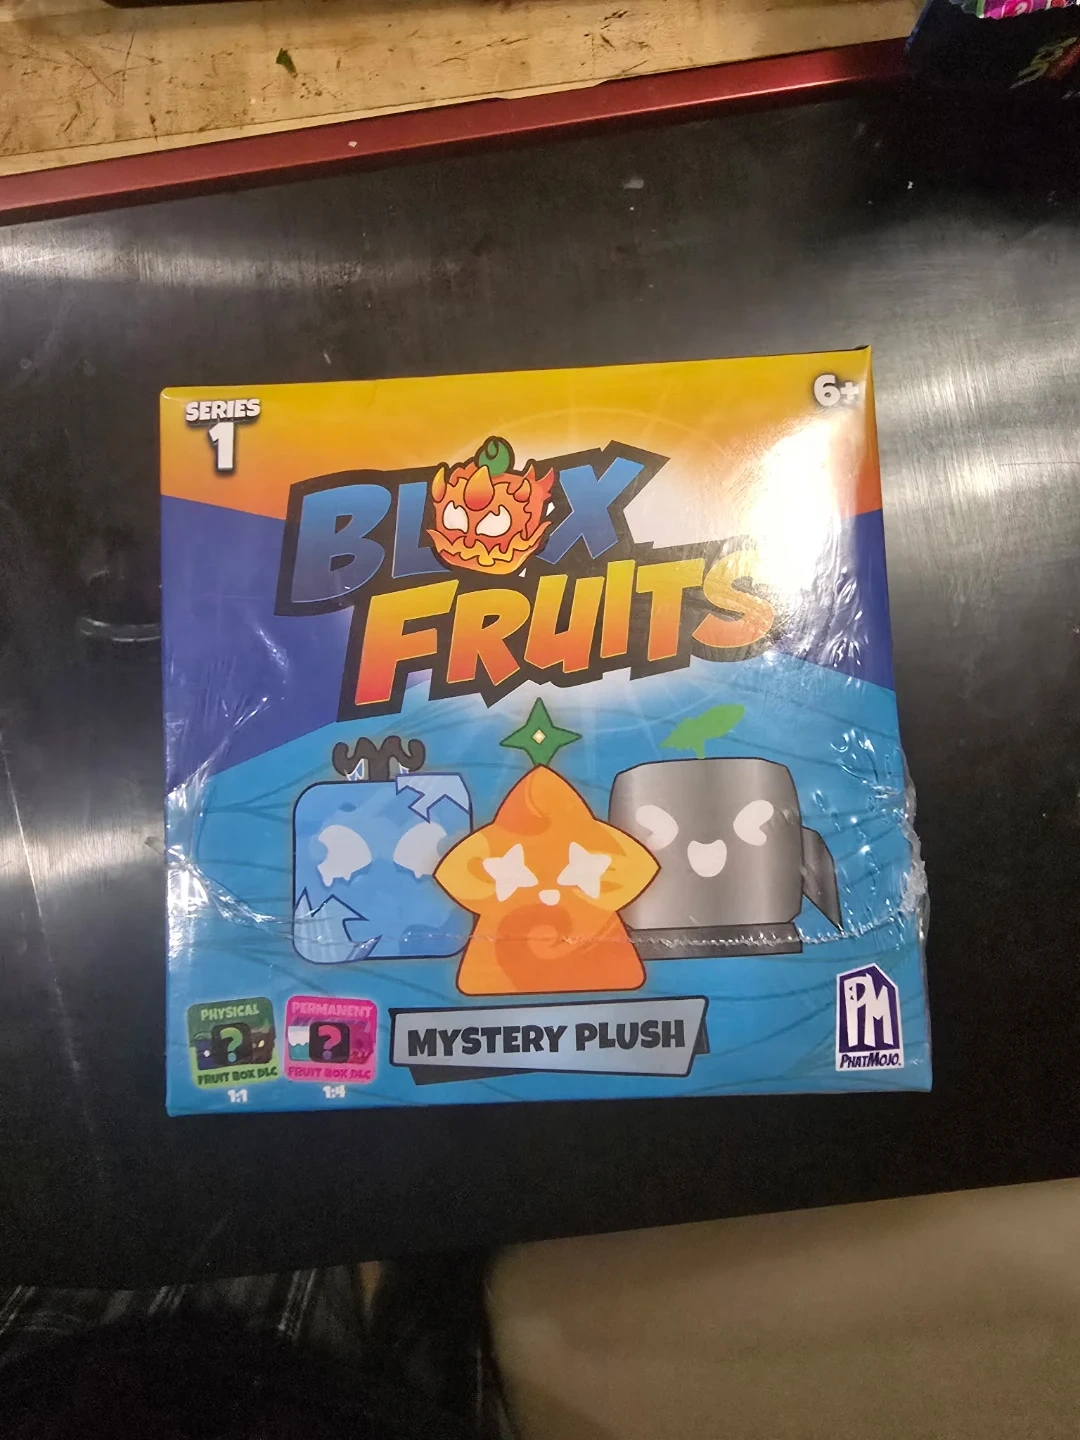 SERIES
1
6+
BLOX
FRUITS
PHYSICAL
?
FRUIT BOX DLC
1:1
PERMANENT
?
FRUIT BOX DLC
1:4
MYSTERY PLUSH
PM
PHATMOJO.